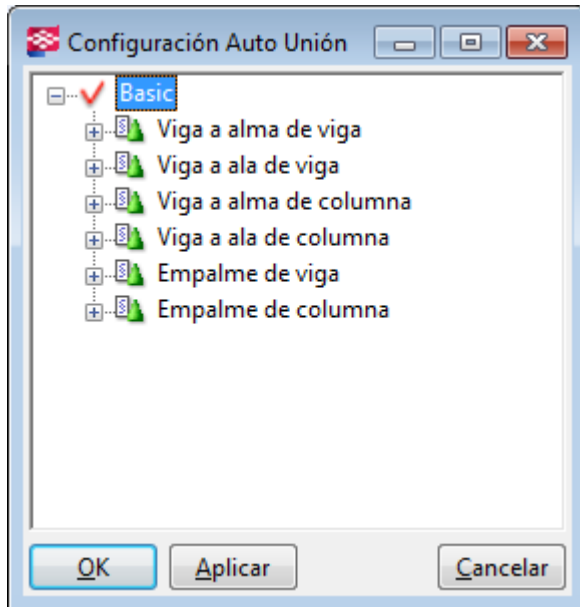 Configuración Auto Unión
Basic
Viga a alma de viga
Viga a ala de viga
Viga a alma de columna
Viga a ala de columna
Empalme de viga
Empalme de columna
OK Aplicar Cancelar